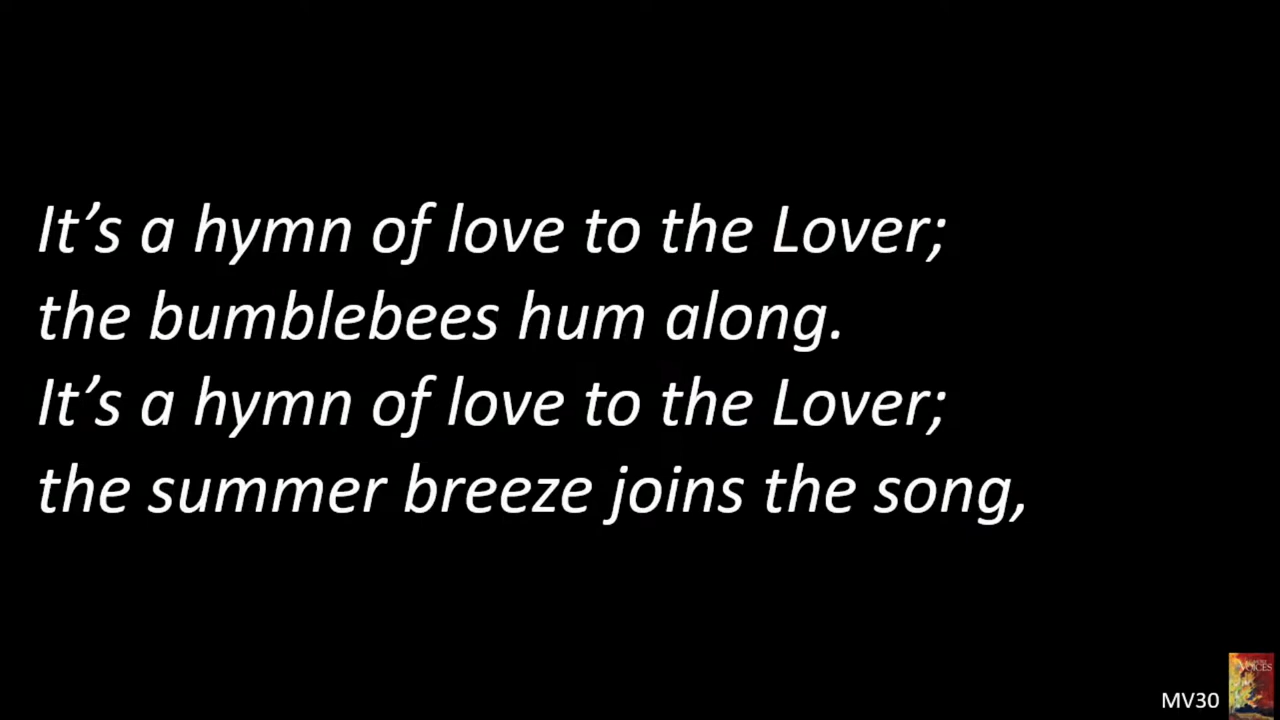 It’s a hymn of love to the Lover;
the bumblebees hum along.
It’s a hymn of love to the Lover;
the summer breeze joins the song,
MV30
VOICES